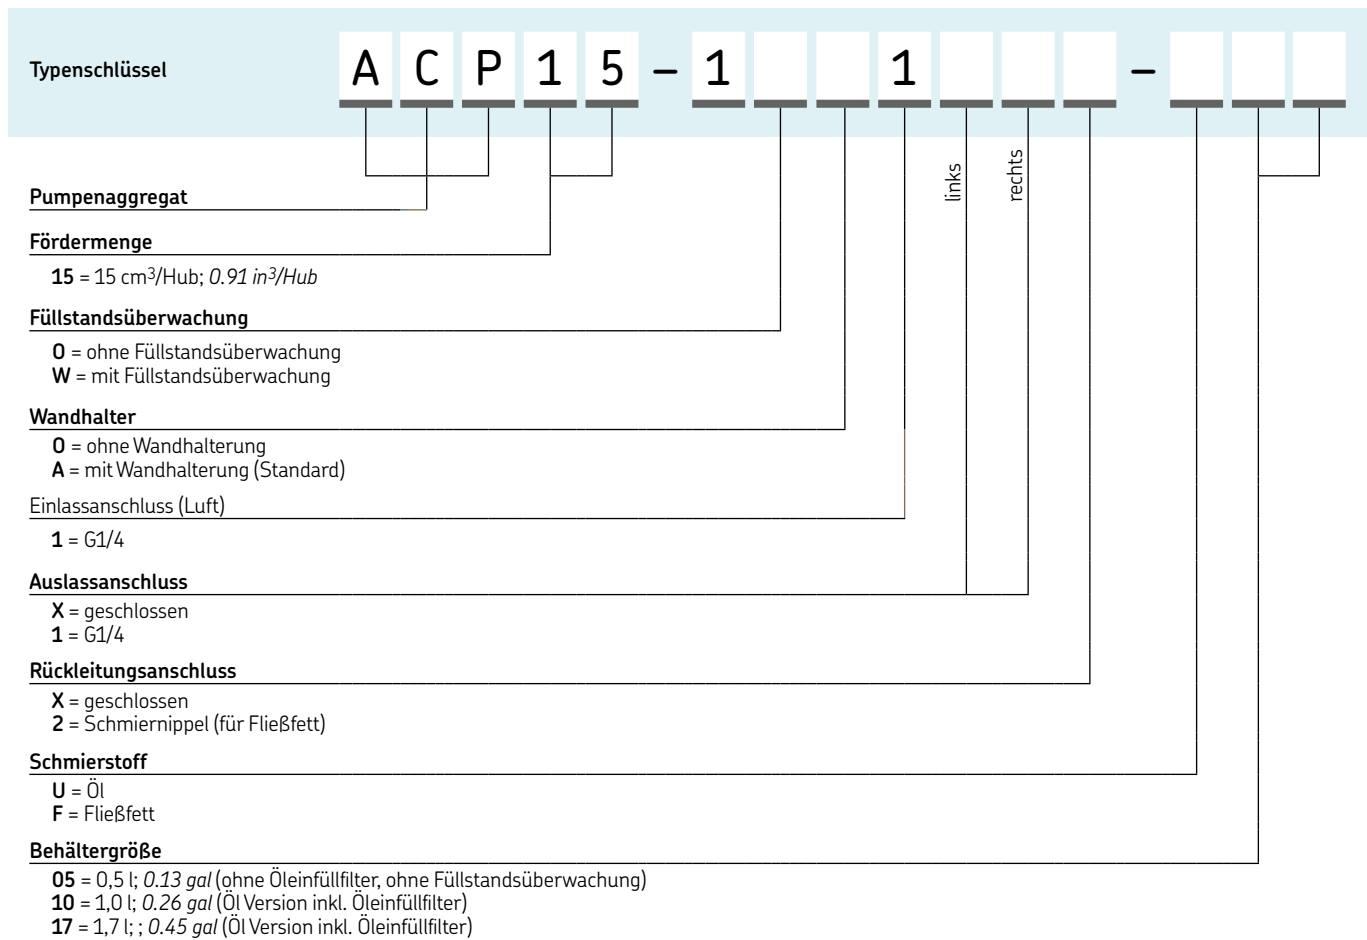 Typenschlüssel A C P 1 5 – 1 1 –
links rechts
Pumpenaggregat
Fördermenge
15 = 15 cm³/Hub; 0.91 in³/Hub
Füllstandsüberwachung
0 = ohne Füllstandsüberwachung
W = mit Füllstandsüberwachung
Wandhalter
0 = ohne Wandhalterung
A = mit Wandhalterung (Standard)
Einlassanschluss (Luft)
1 = G1/4
Auslassanschluss
X = geschlossen
1 = G1/4
Rückleitungsanschluss
X = geschlossen
2 = Schmiernippel (für Fließfett)
Schmierstoff
U = Öl
F = Fließfett
Behältergröße
05 = 0,5 l; 0.13 gal (ohne Öleinfüllfilter, ohne Füllstandsüberwachung)
10 = 1,0 l; 0.26 gal (Öl Version inkl. Öleinfüllfilter)
17 = 1,7 l; ; 0.45 gal (Öl Version inkl. Öleinfüllfilter)